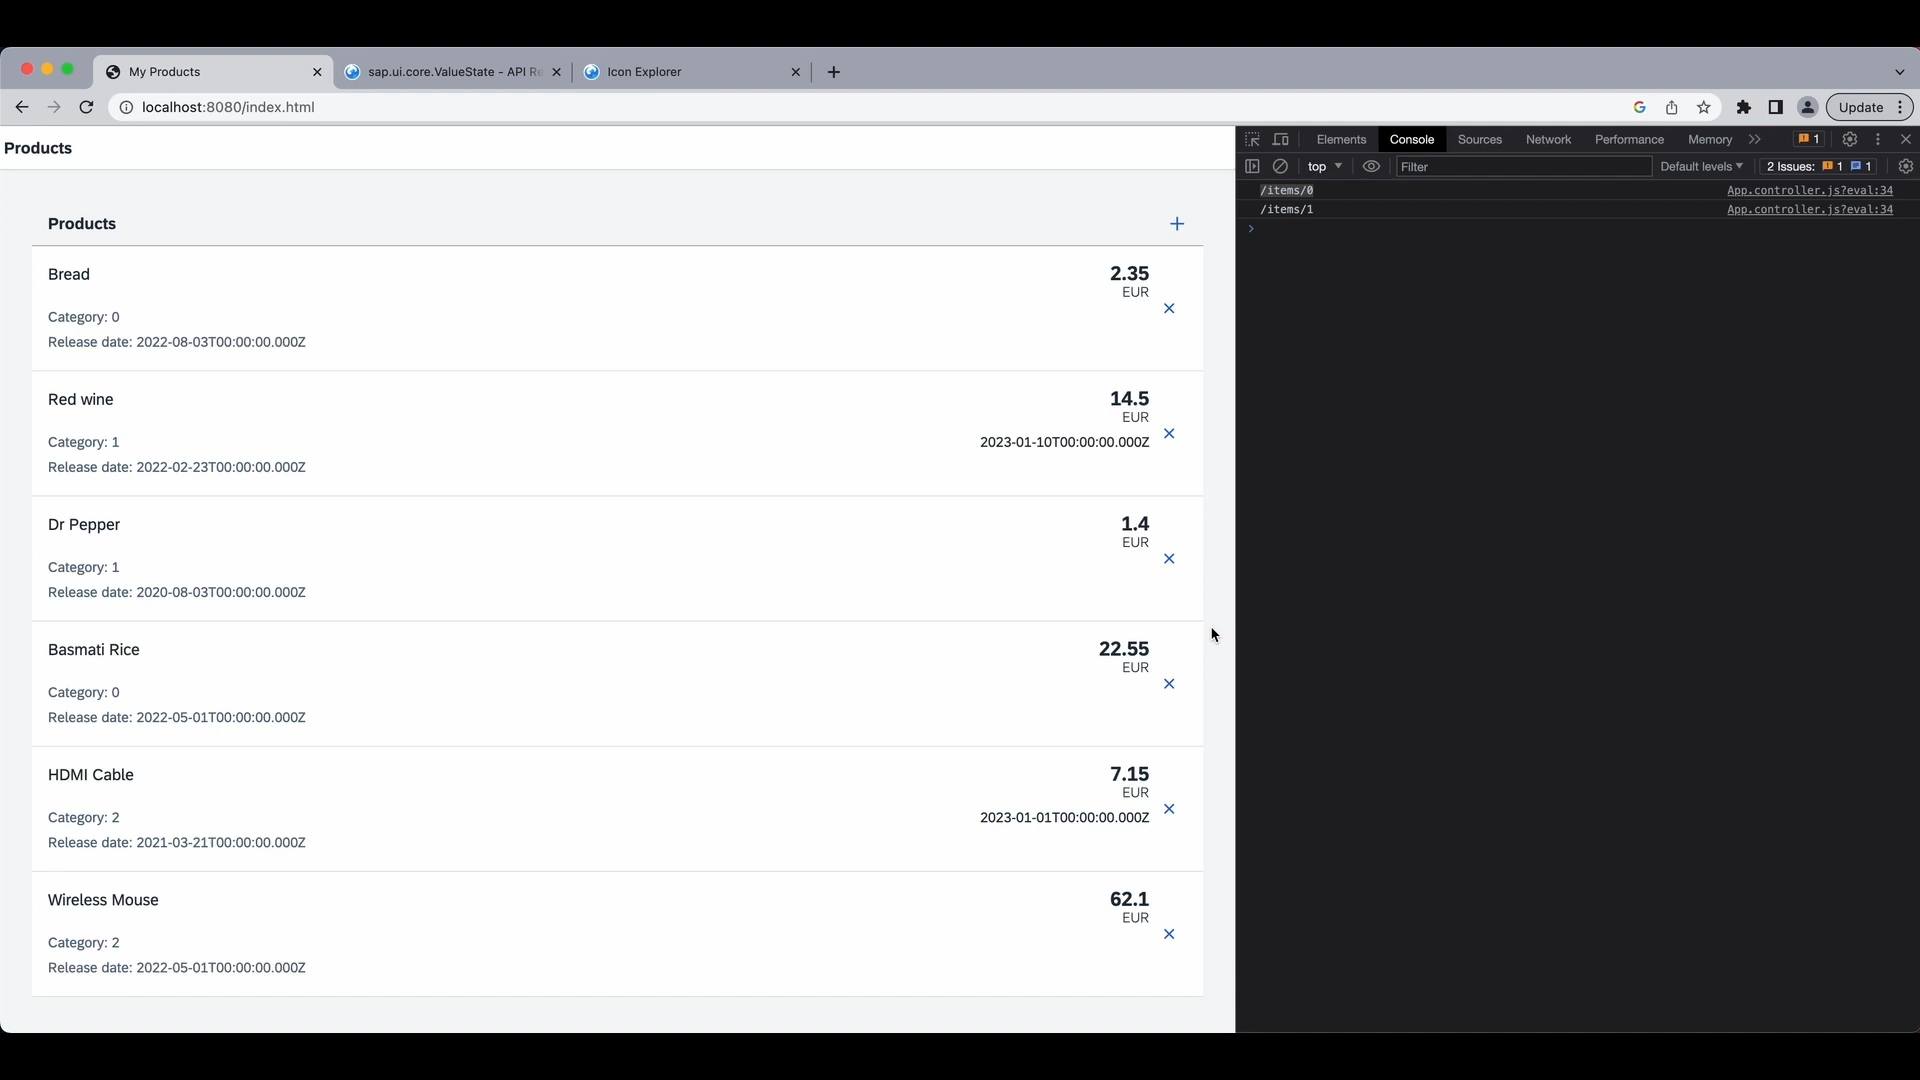 My Products
sap.ui.core.ValueState - API Re
Icon Explorer
localhost:8080/index.html
Update
Products
Elements
Console
Sources
Network
Performance
Memory
1
top
Filter
Default levels
2 Issues:
1
1
/items/0
App.controller.js?eval:34
/items/1
App.controller.js?eval:34
Products
Bread
2.35
EUR
Category: 0
Release date: 2022-08-03T00:00:00.000Z
Red wine
14.5
EUR
Category: 1
2023-01-10T00:00:00.000Z
Release date: 2022-02-23T00:00:00.000Z
Dr Pepper
1.4
EUR
Category: 1
Release date: 2020-08-03T00:00:00.000Z
Basmati Rice
22.55
EUR
Category: 0
Release date: 2022-05-01T00:00:00.000Z
HDMI Cable
7.15
EUR
Category: 2
2023-01-01T00:00:00.000Z
Release date: 2021-03-21T00:00:00.000Z
Wireless Mouse
62.1
EUR
Category: 2
Release date: 2022-05-01T00:00:00.000Z